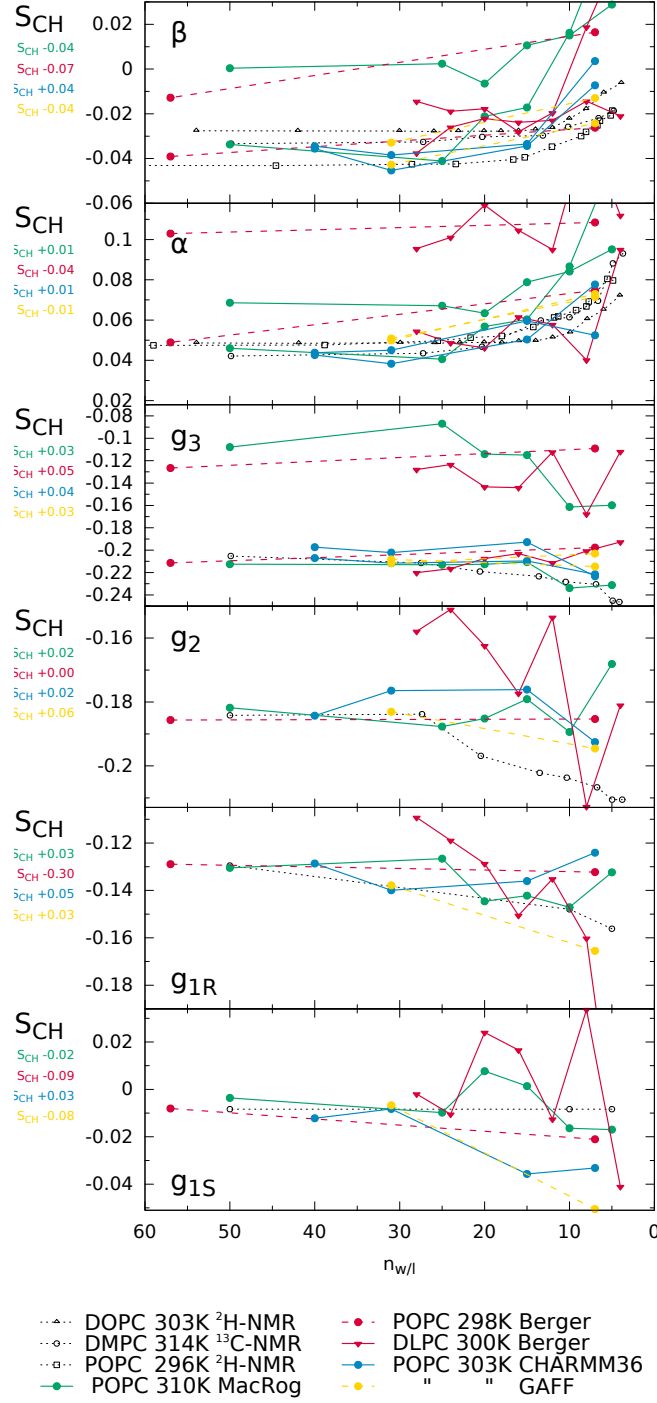 S_CH
β
S_CH -0.04
S_CH -0.07
S_CH +0.04
S_CH -0.04
0.02
0
-0.02
-0.04
-0.06
S_CH
α
S_CH +0.01
S_CH -0.04
S_CH +0.01
S_CH -0.01
0.1
0.08
0.06
0.04
0.02
S_CH
g_3
S_CH +0.03
S_CH +0.05
S_CH +0.04
S_CH +0.03
-0.08
-0.1
-0.12
-0.14
-0.16
-0.18
-0.2
-0.22
-0.24
S_CH
g_2
S_CH +0.02
S_CH +0.00
S_CH +0.02
S_CH +0.06
-0.16
-0.18
-0.2
S_CH
S_CH +0.03
S_CH -0.30
S_CH +0.05
S_CH +0.03
-0.12
-0.14
-0.16
-0.18
g_1R
S_CH
S_CH -0.02
S_CH -0.09
S_CH +0.03
S_CH -0.08
0.02
0
-0.02
-0.04
g_1S
60 50 40 30 20 10 0
n_w/l
DOPC 303K ²H-NMR
DMPC 314K ¹³C-NMR
POPC 296K ²H-NMR
POPC 310K MacRog
POPC 298K Berger
DLPC 300K Berger
POPC 303K CHARMM36
" " GAFF